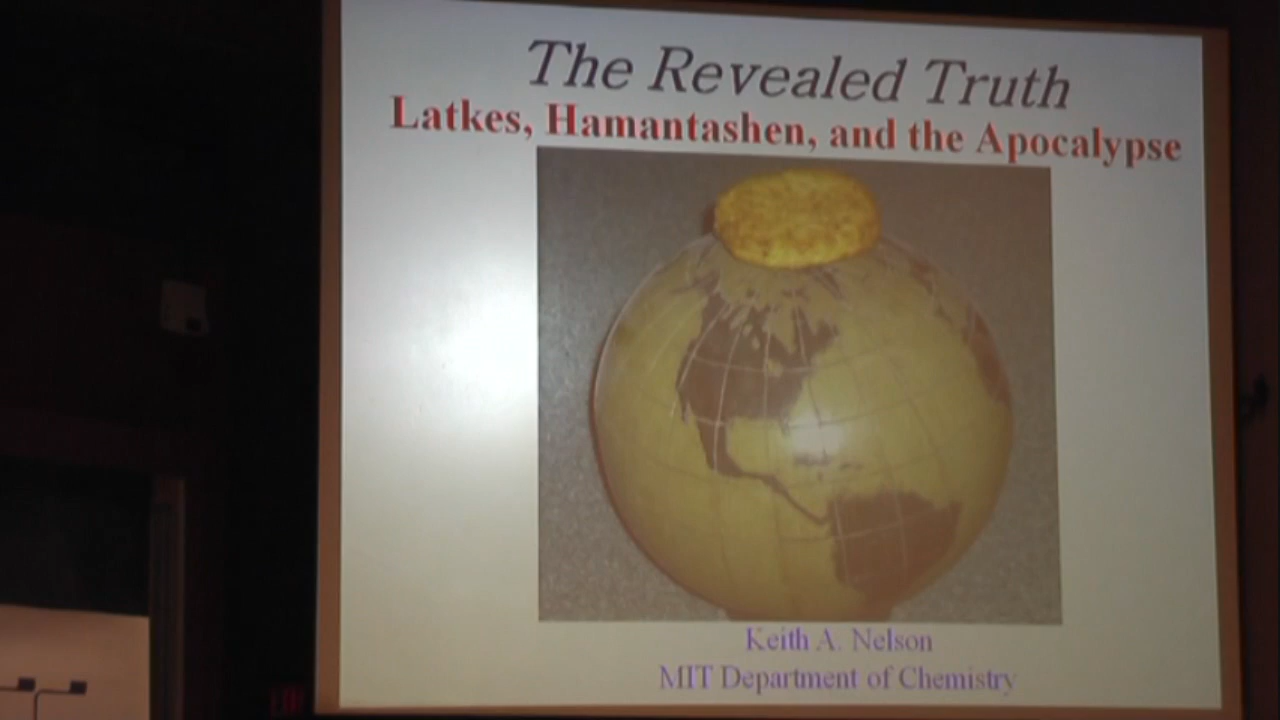 The Revealed Truth
Latkes, Hamantashen, and the Apocalypse
Keith A. Nelson
MIT Department of Chemistry